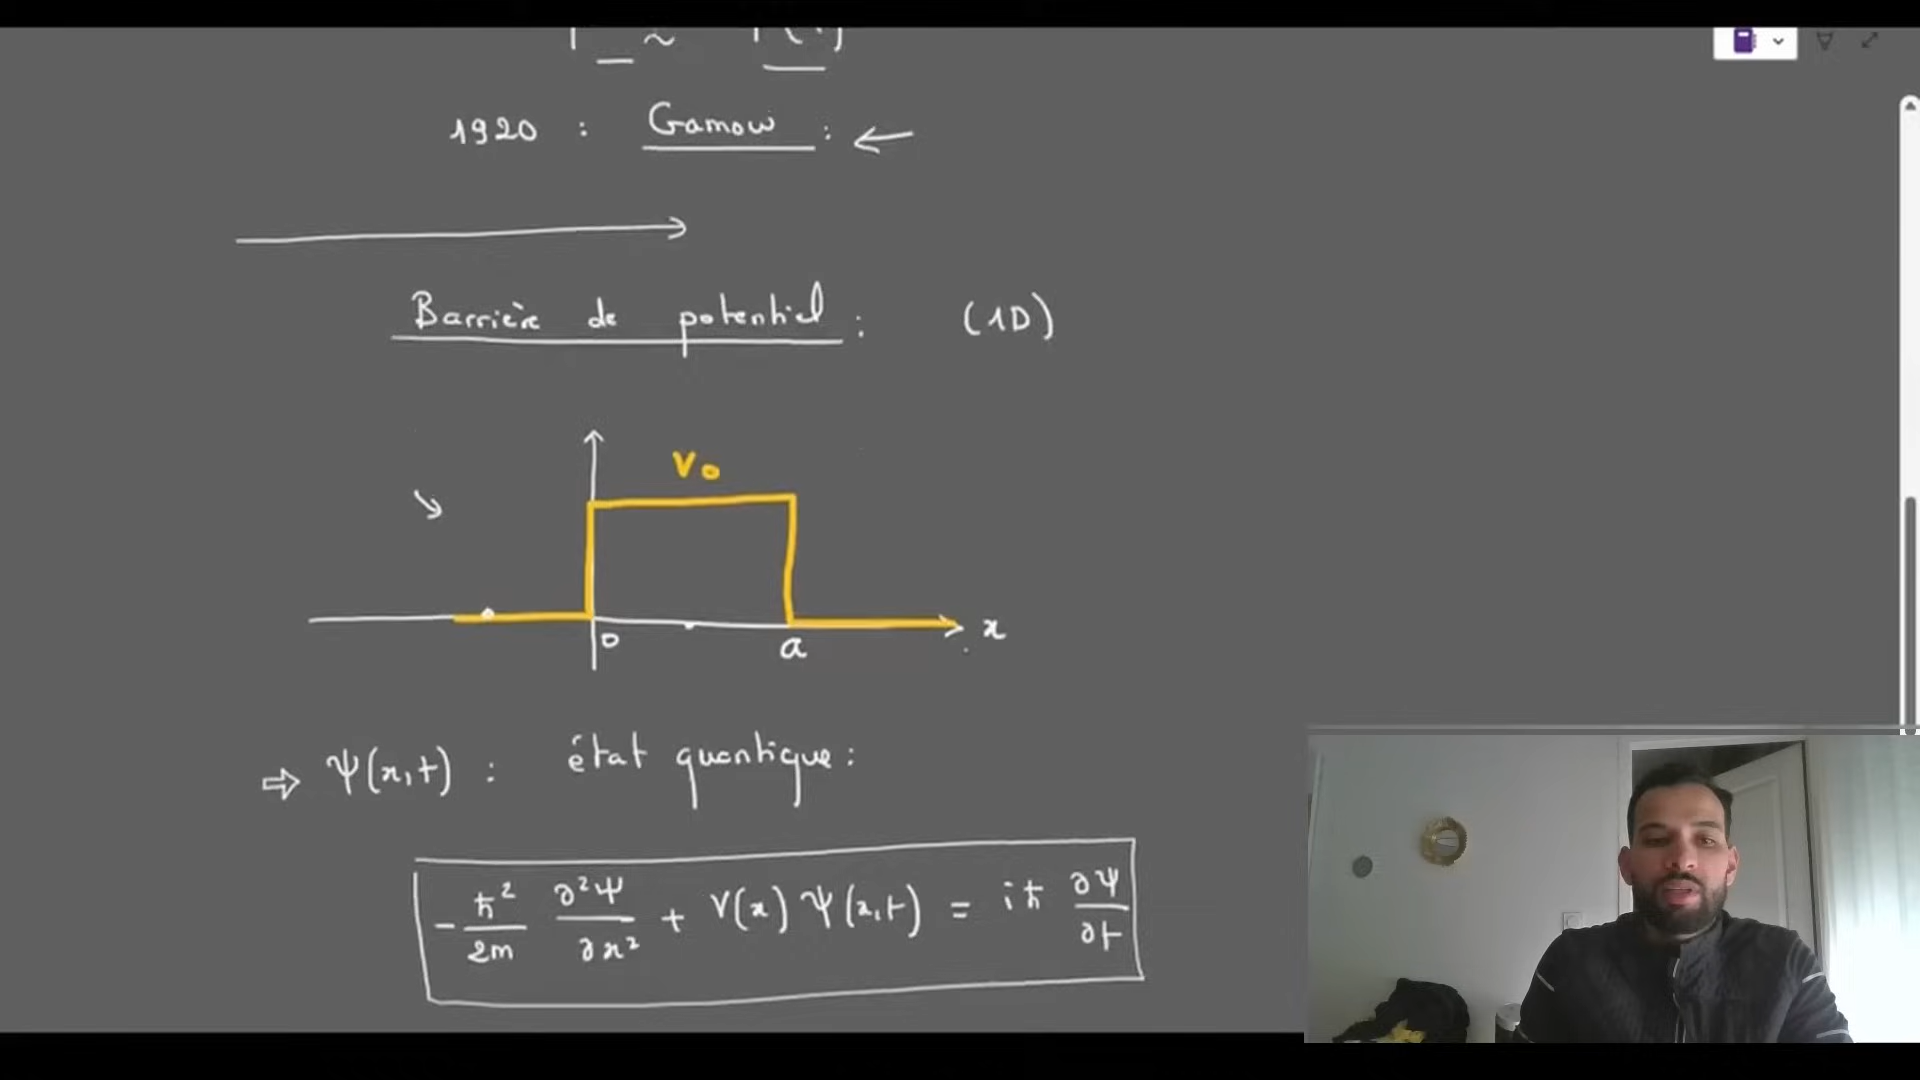 1920 : Gamow :
Barrière de potentiel : (1D)
V₀
0 a x
⇨ Ψ(x,t) : état quantique :
-ħ²/2m ∂²Ψ/∂x² + V(x) Ψ(x,t) = iħ ∂Ψ/∂t